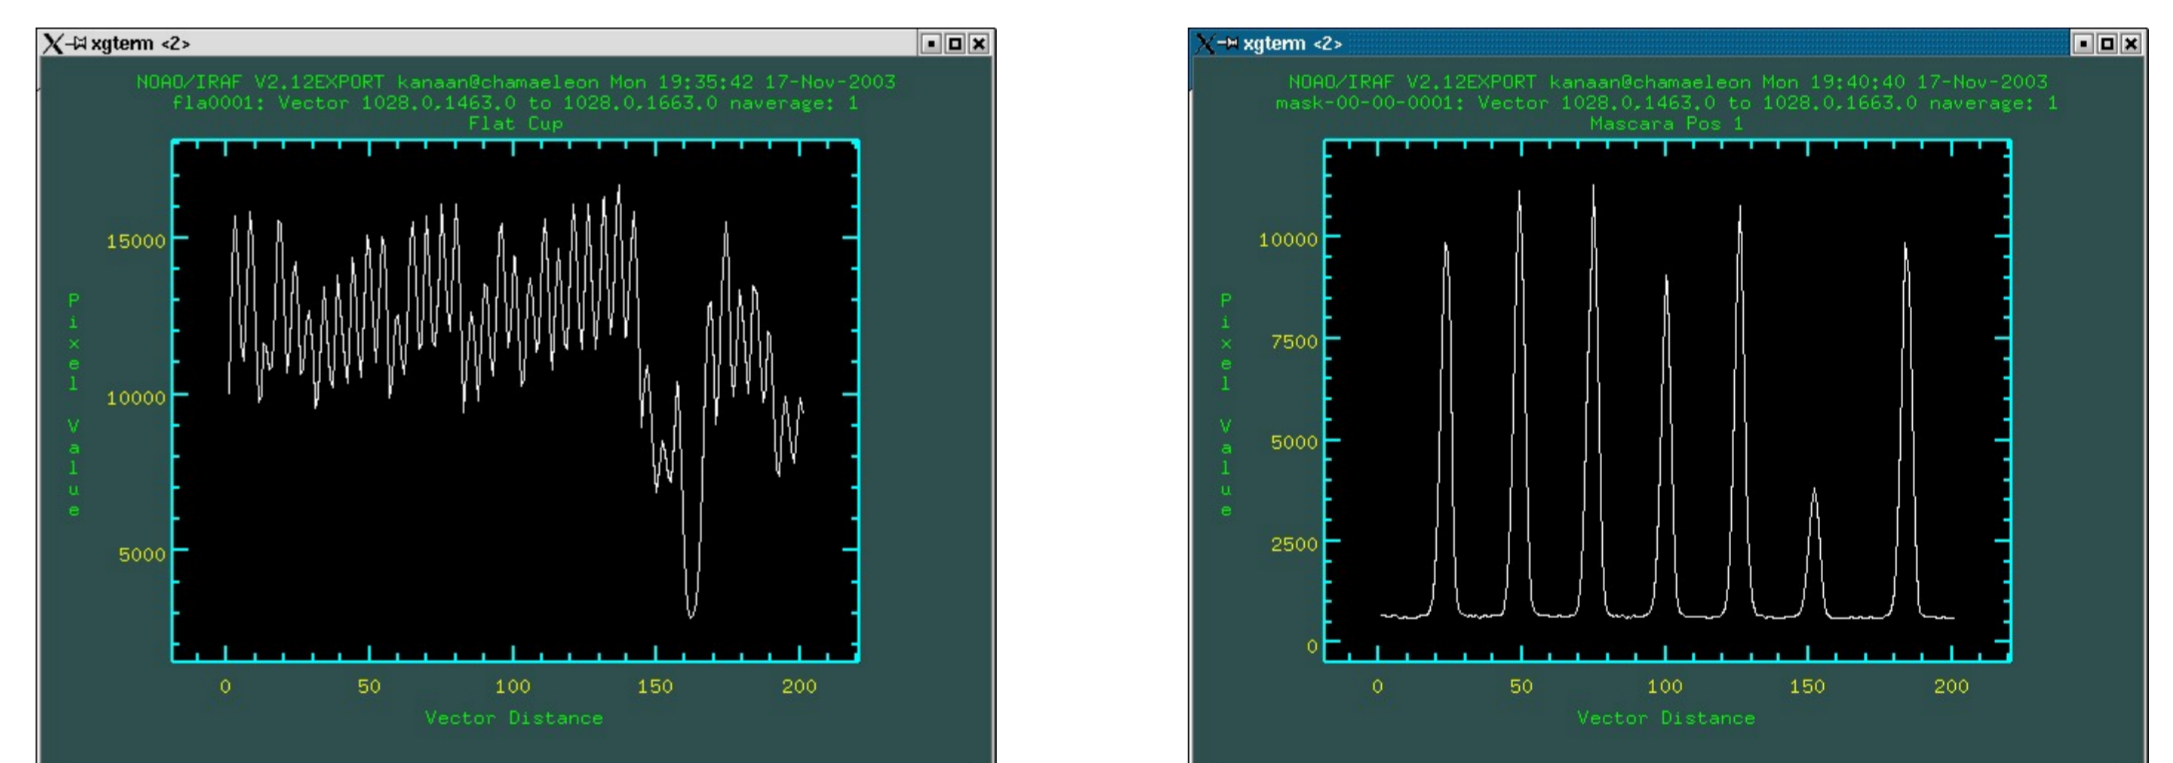 xgterm <2>
NOAO/IRAF V2.12EXPORT kanaan@chamaeleon Mon 19:35:42 17-Nov-2003
fla0001: Vector 1028.0,1463.0 to 1028.0,1663.0 naverage: 1
Flat Cup
15000
10000
5000
Pixel Value
0 50 100 150 200
Vector Distance
xgterm <2>
NOAO/IRAF V2.12EXPORT kanaan@chamaeleon Mon 19:40:40 17-Nov-2003
mask-00-00-0001: Vector 1028.0,1463.0 to 1028.0,1663.0 naverage: 1
Mascara Pos 1
10000
7500
5000
2500
0
Pixel Value
0 50 100 150 200
Vector Distance